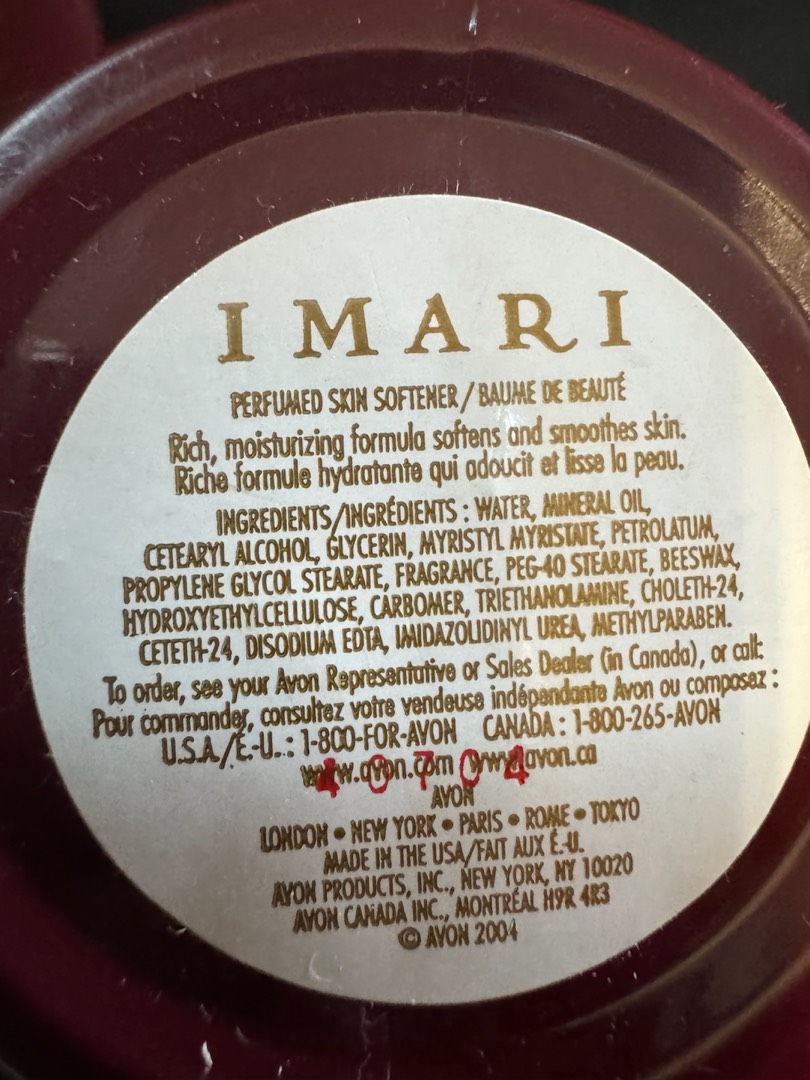 IMARI
PERFUMED SKIN SOFTENER / BAUME DE BEAUTÉ
Rich, moisturizing formula softens and smoothes skin.
Riche formule hydratante qui adoucit et lisse la peau.
INGREDIENTS/INGRÉDIENTS : WATER, MINERAL OIL,
CETEARYL ALCOHOL, GLYCERIN, MYRISTYL MYRISTATE, PETROLATUM,
PROPYLENE GLYCOL STEARATE, FRAGRANCE, PEG-40 STEARATE, BEESWAX,
HYDROXYETHYLCELLULOSE, CARBOMER, TRIETHANOLAMINE, CHOLETH-24,
CETETH-24, DISODIUM EDTA, IMIDAZOLIDINYL UREA, METHYLPARABEN.
To order, see your Avon Representative or Sales Dealer (in Canada), or call:
Pour commander, consultez votre vendeuse indépendante Avon ou composez :
U.S.A./É.-U. : 1-800-FOR-AVON CANADA : 1-800-265-AVON
www.avon.com www.avon.ca
40704
AVON
LONDON • NEW YORK • PARIS • ROME • TOKYO
MADE IN THE USA/FAIT AUX É.-U.
AVON PRODUCTS, INC., NEW YORK, NY 10020
AVON CANADA INC., MONTRÉAL H9R 4R3
© AVON 2004